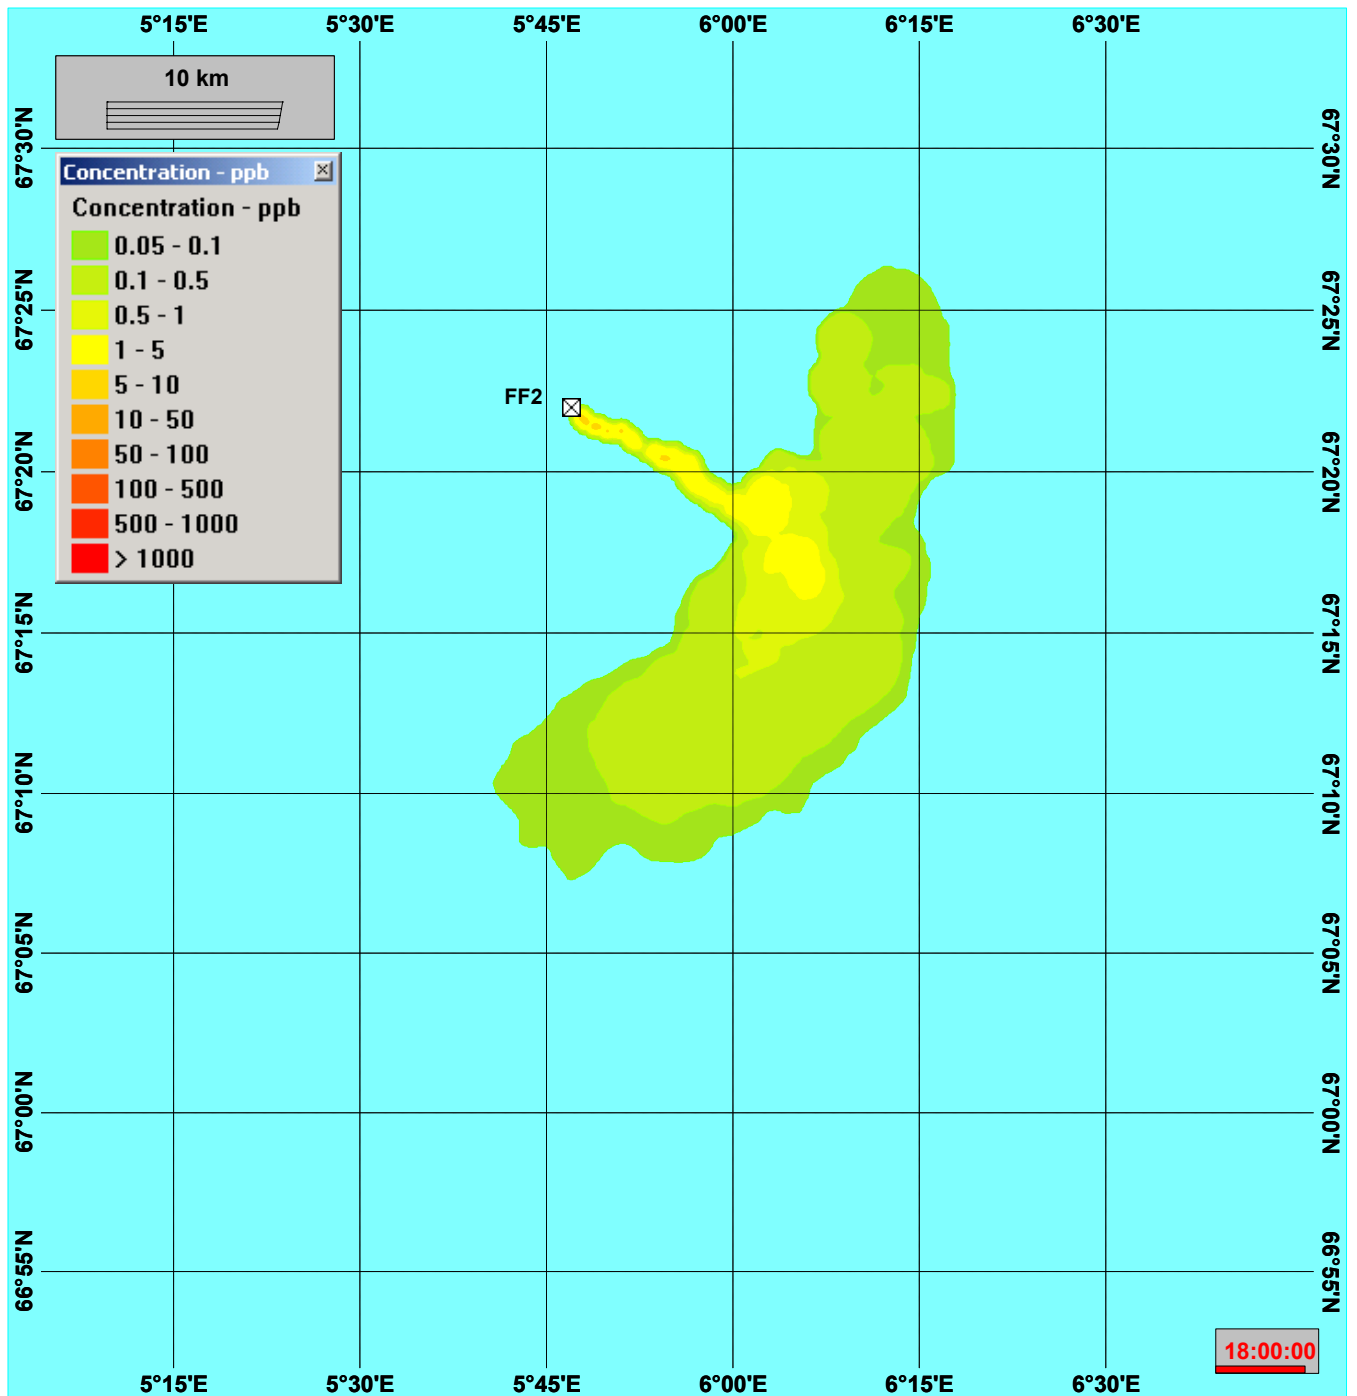 5°15'E 5°30'E 5°45'E 6°00'E 6°15'E 6°30'E
10 km
67°30'N 67°30'N
Concentration - ppb
Concentration - ppb
0.05 - 0.1
0.1 - 0.5
0.5 - 1
1 - 5
5 - 10
10 - 50
50 - 100
100 - 500
500 - 1000
> 1000
67°25'N 67°25'N
FF2
67°20'N 67°20'N
67°15'N 67°15'N
67°10'N 67°10'N
67°05'N 67°05'N
67°00'N 67°00'N
66°55'N 66°55'N
18:00:00
5°15'E 5°30'E 5°45'E 6°00'E 6°15'E 6°30'E